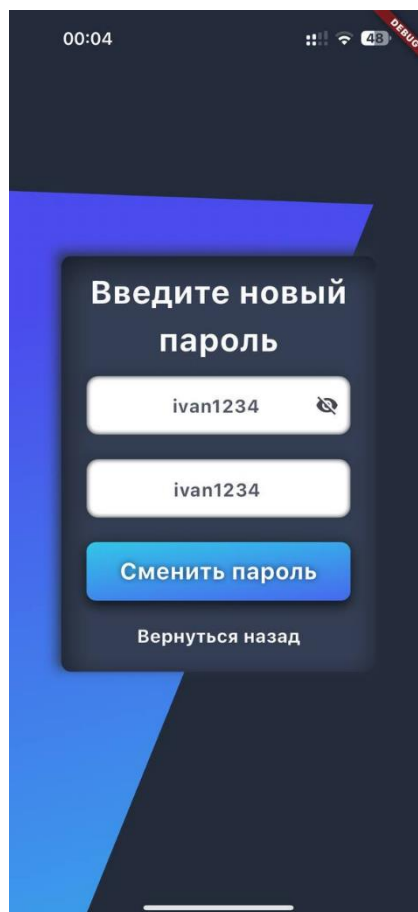 00:04
48
DEBUG
Введите новый
пароль
ivan1234
ivan1234
Сменить пароль
Вернуться назад